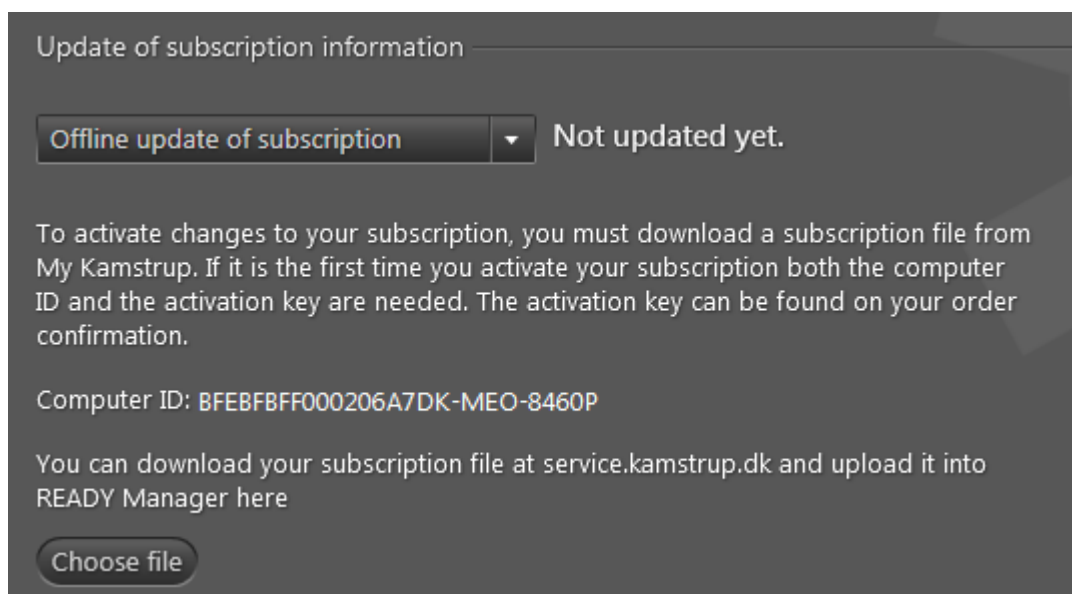 Update of subscription information
Offline update of subscription
Not updated yet.
To activate changes to your subscription, you must download a subscription file from
My Kamstrup. If it is the first time you activate your subscription both the computer
ID and the activation key are needed. The activation key can be found on your order
confirmation.
Computer ID: BFEBFBFF000206A7DK-MEO-8460P
You can download your subscription file at service.kamstrup.dk and upload it into
READY Manager here
Choose file